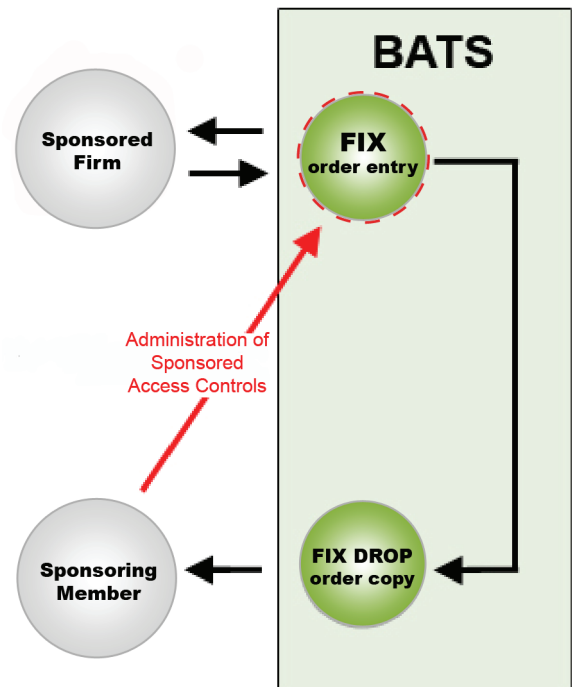 BATS
Sponsored
Firm
FIX
order entry
Administration of
Sponsored
Access Controls
Sponsoring
Member
FIX DROP
order copy